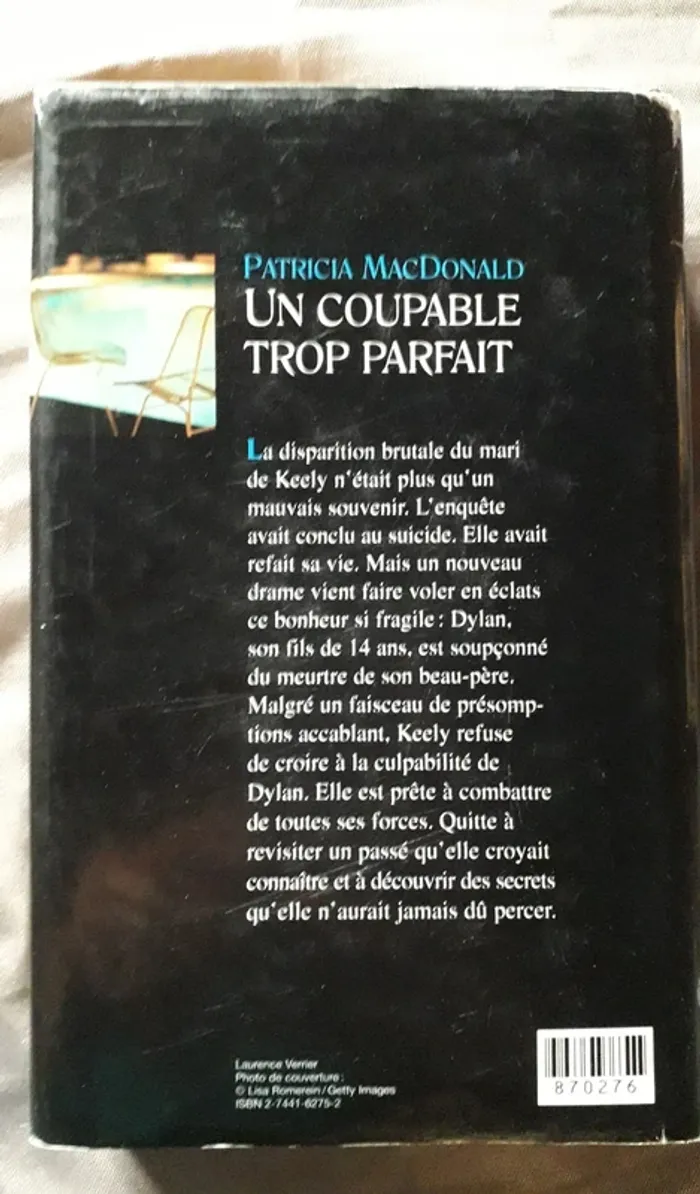 PATRICIA MACDONALD
UN COUPABLE
TROP PARFAIT
La disparition brutale du mari
de Keely n'était plus qu'un
mauvais souvenir. L'enquête
avait conclu au suicide. Elle avait
refait sa vie. Mais un nouveau
drame vient faire voler en éclats
ce bonheur si fragile : Dylan,
son fils de 14 ans, est soupçonné
du meurtre de son beau-père.
Malgré un faisceau de présomp-
tions accablant, Keely refuse
de croire à la culpabilité de
Dylan. Elle est prête à combattre
de toutes ses forces. Quitte à
revisiter un passé qu'elle croyait
connaître et à découvrir des secrets
qu'elle n'aurait jamais dû percer.
Laurence Verrier
Photo de couverture :
© Lisa Romerein / Getty Images
ISBN 2-7441-6275-2
870276